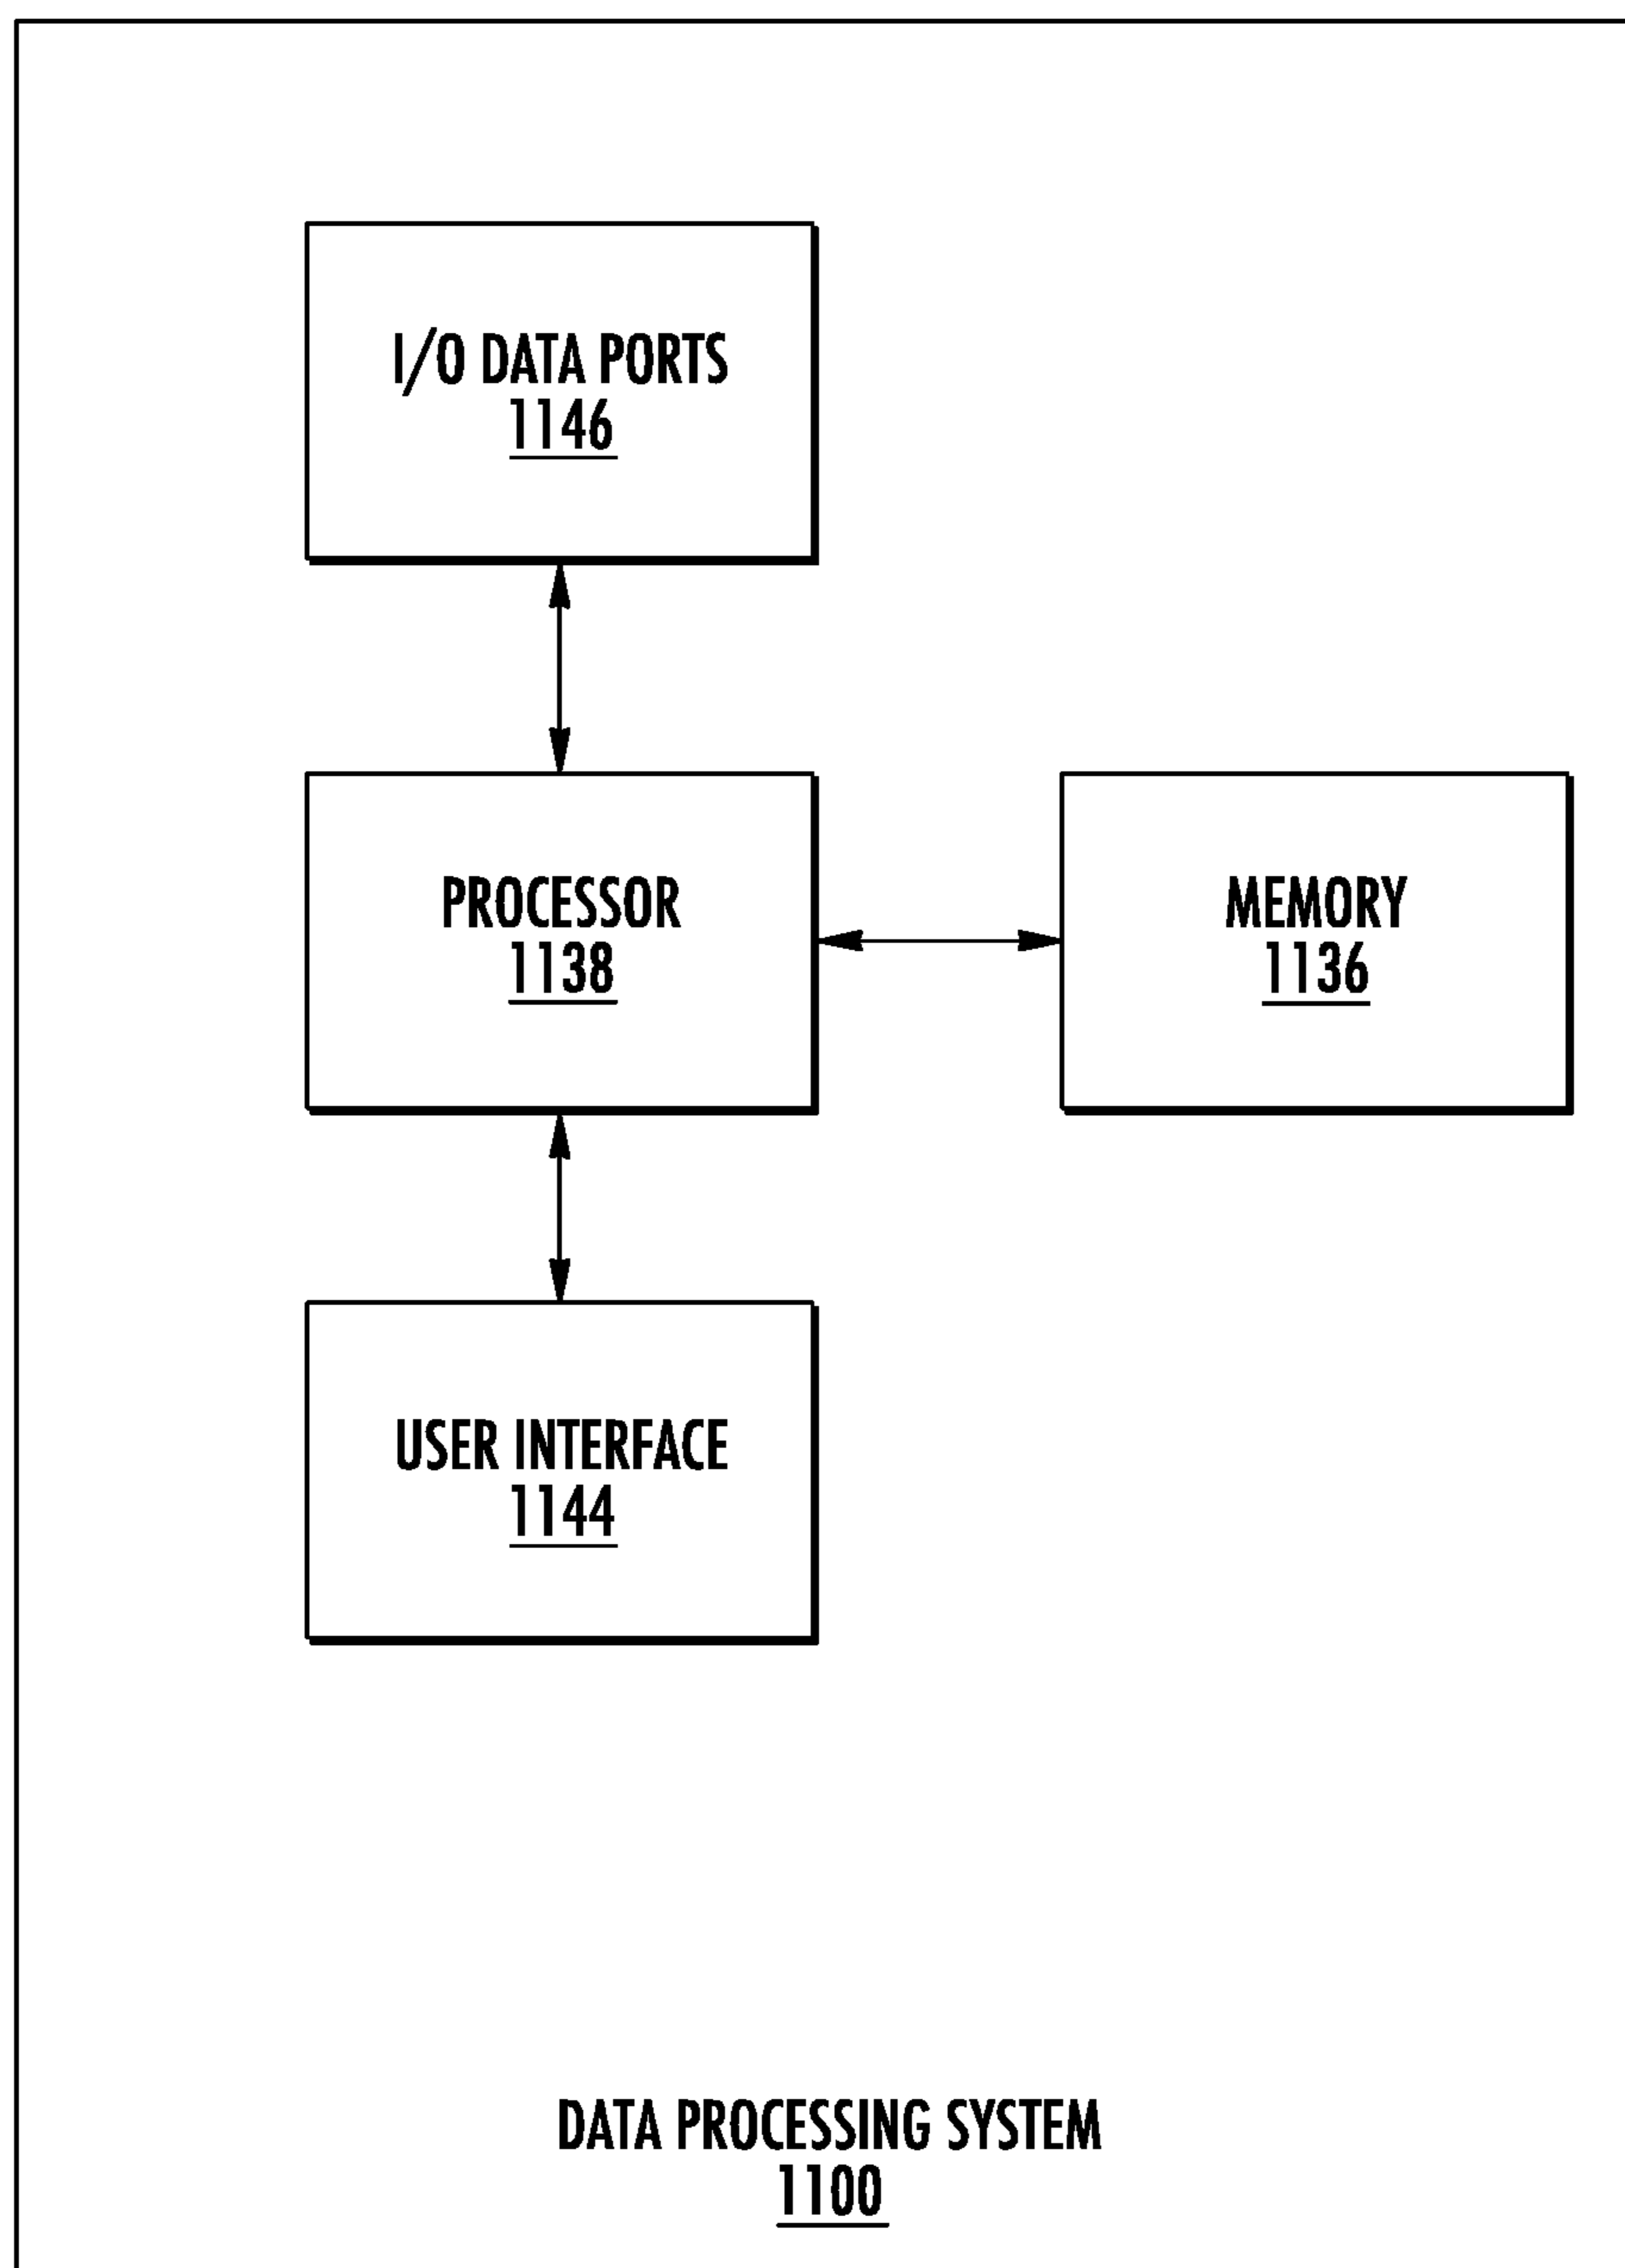 I/O DATA PORTS
1146
PROCESSOR
1138
MEMORY
1136
USER INTERFACE
1144
DATA PROCESSING SYSTEM
1100